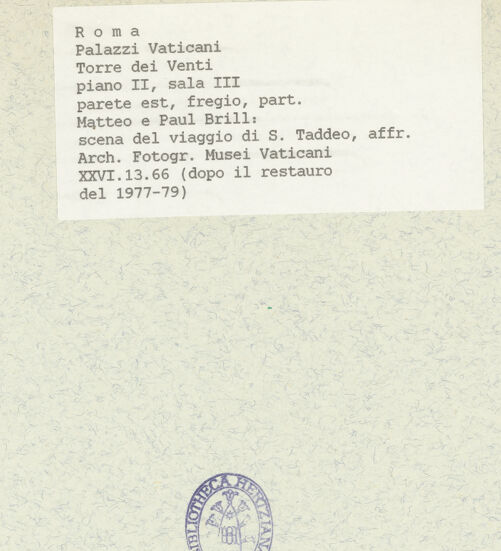 R o m a
Palazzi Vaticani
Torre dei Venti
piano II, sala III
parete est, fregio, part.
Matteo e Paul Brill:
scena del viaggio di S. Taddeo, affr.
Arch. Fotogr. Musei Vaticani
XXVI.13.66 (dopo il restauro
del 1977-79)
BIBLIOTHECA HERTZIANA